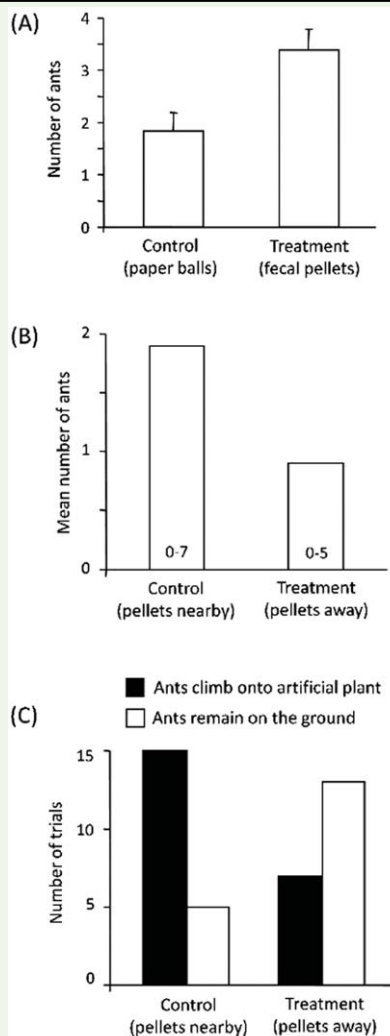 (A)
4
3
2
1
0
Number of ants
Control
(paper balls)
Treatment
(fecal pellets)
(B)
2
1
0
Mean number of ants
0-7
0-5
Control
(pellets nearby)
Treatment
(pellets away)
(C)
Ants climb onto artificial plant
Ants remain on the ground
15
10
5
0
Number of trials
Control
(pellets nearby)
Treatment
(pellets away)